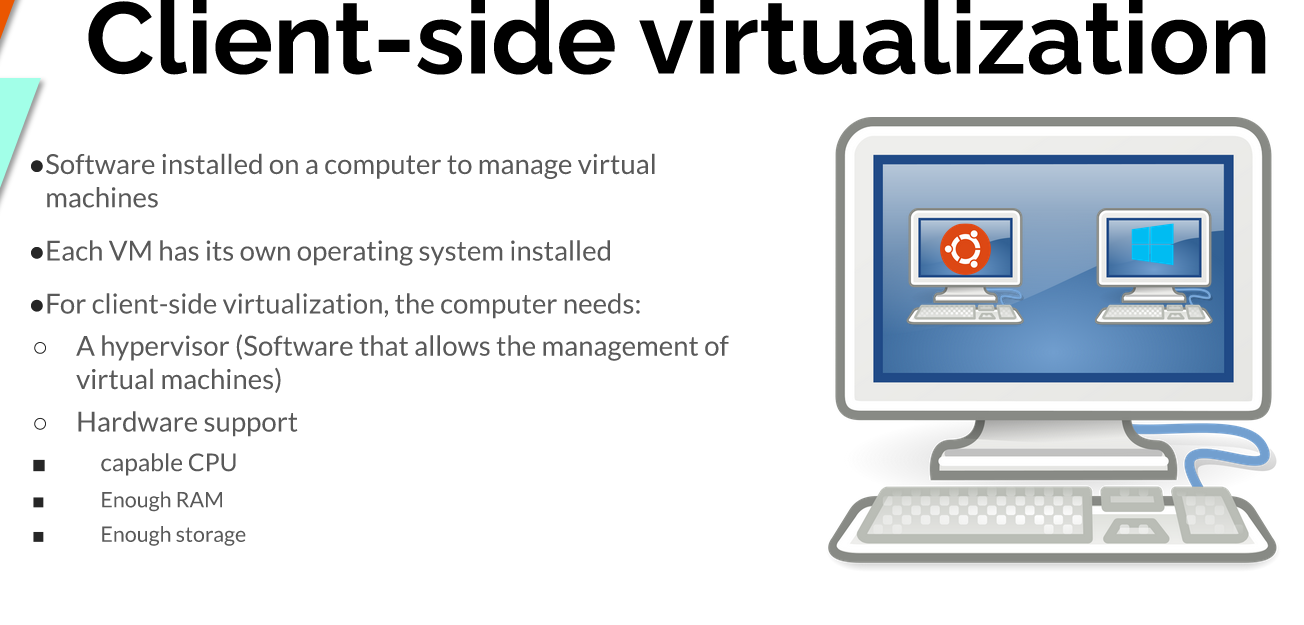 Client-side virtualization
●Software installed on a computer to manage virtual
machines
●Each VM has its own operating system installed
●For client-side virtualization, the computer needs:
○ A hypervisor (Software that allows the management of
virtual machines)
○ Hardware support
■ capable CPU
■ Enough RAM
■ Enough storage